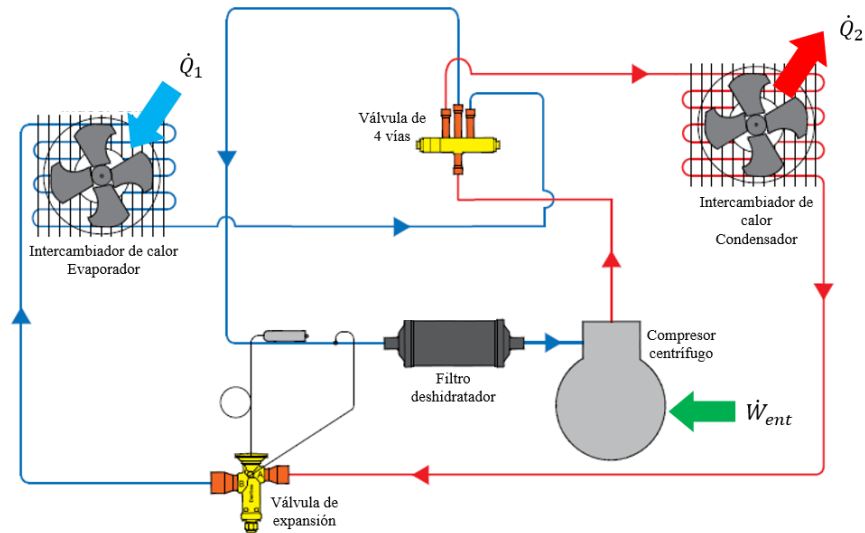 Q̇₁
Q̇₂
Válvula de
4 vías
Intercambiador de calor
Evaporador
Intercambiador de
calor
Condensador
Compresor
centrífugo
Filtro
deshidratador
Ẇₑₙₜ
A
B
Válvula de
expansión